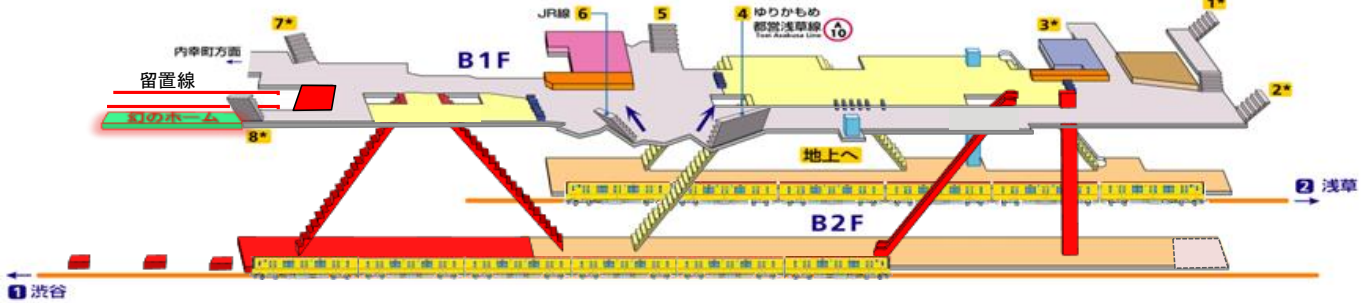 1*
7*
JR線 6
5
4 ゆりかもめ
都営浅草線
Toei Asakusa Line
A
10
3*
内幸町方面
B1F
留置線
2*
幻のホーム
8*
地上へ
2 浅草
B2F
1 渋谷